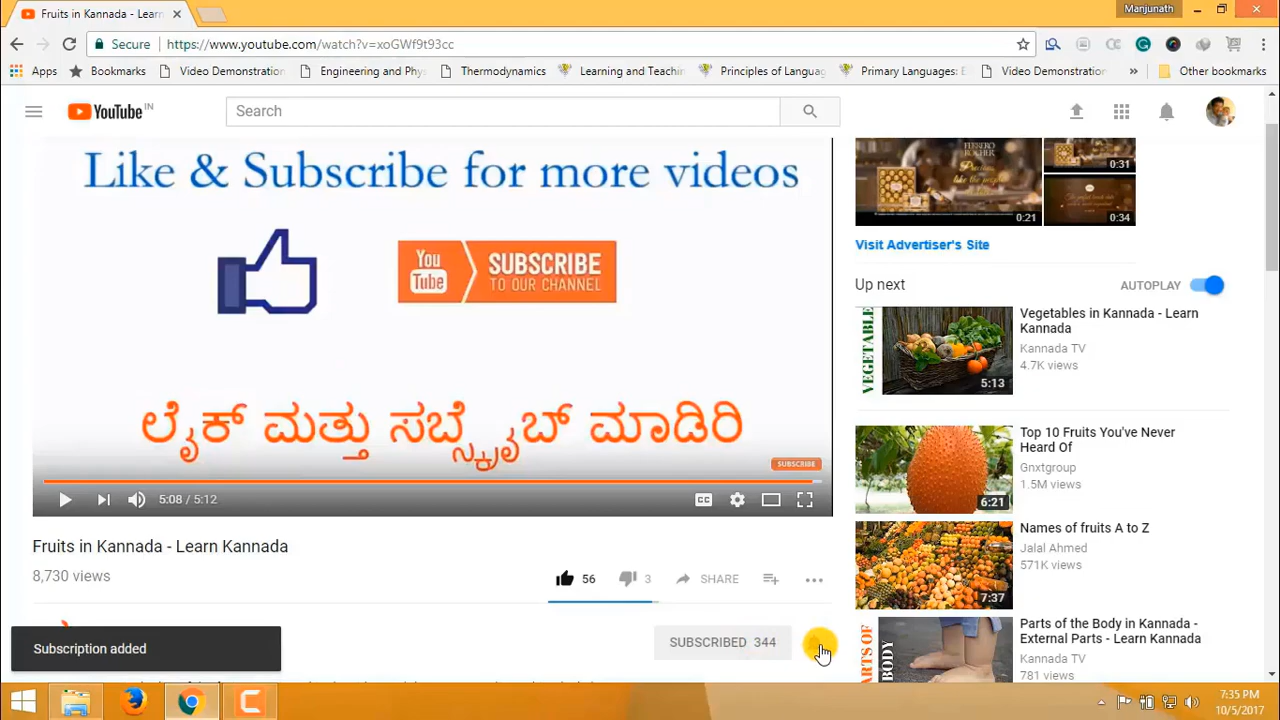 Fruits in Kannada - Learn
Manjunath
Secure
https://www.youtube.com/watch?v=xoGWf9t93cc
Apps
Bookmarks
Video Demonstration
Engineering and Phys
Thermodynamics
Learning and Teachin
Principles of Languag
Primary Languages: E
Video Demonstration
»
Other bookmarks
YouTube IN
Search
Like & Subscribe for more videos
You Tube
SUBSCRIBE
TO OUR CHANNEL
ಲೈಕ್ ಮತ್ತು ಸಬ್ಸ್ಕ್ರೈಬ್ ಮಾಡಿರಿ
SUBSCRIBE
5:08 / 5:12
CC
Fruits in Kannada - Learn Kannada
8,730 views
56
3
SHARE
SUBSCRIBED 344
Subscription added
FERRERO
ROCHER
0:21
0:31
0:34
Visit Advertiser's Site
Up next
AUTOPLAY
VEGETABLE
5:13
Vegetables in Kannada - Learn
Kannada
Kannada TV
4.7K views
6:21
Top 10 Fruits You've Never
Heard Of
Gnxtgroup
1.5M views
7:37
Names of fruits A to Z
Jalal Ahmed
571K views
PARTS OF
BODY
Parts of the Body in Kannada -
External Parts - Learn Kannada
Kannada TV
781 views
7:35 PM
10/5/2017